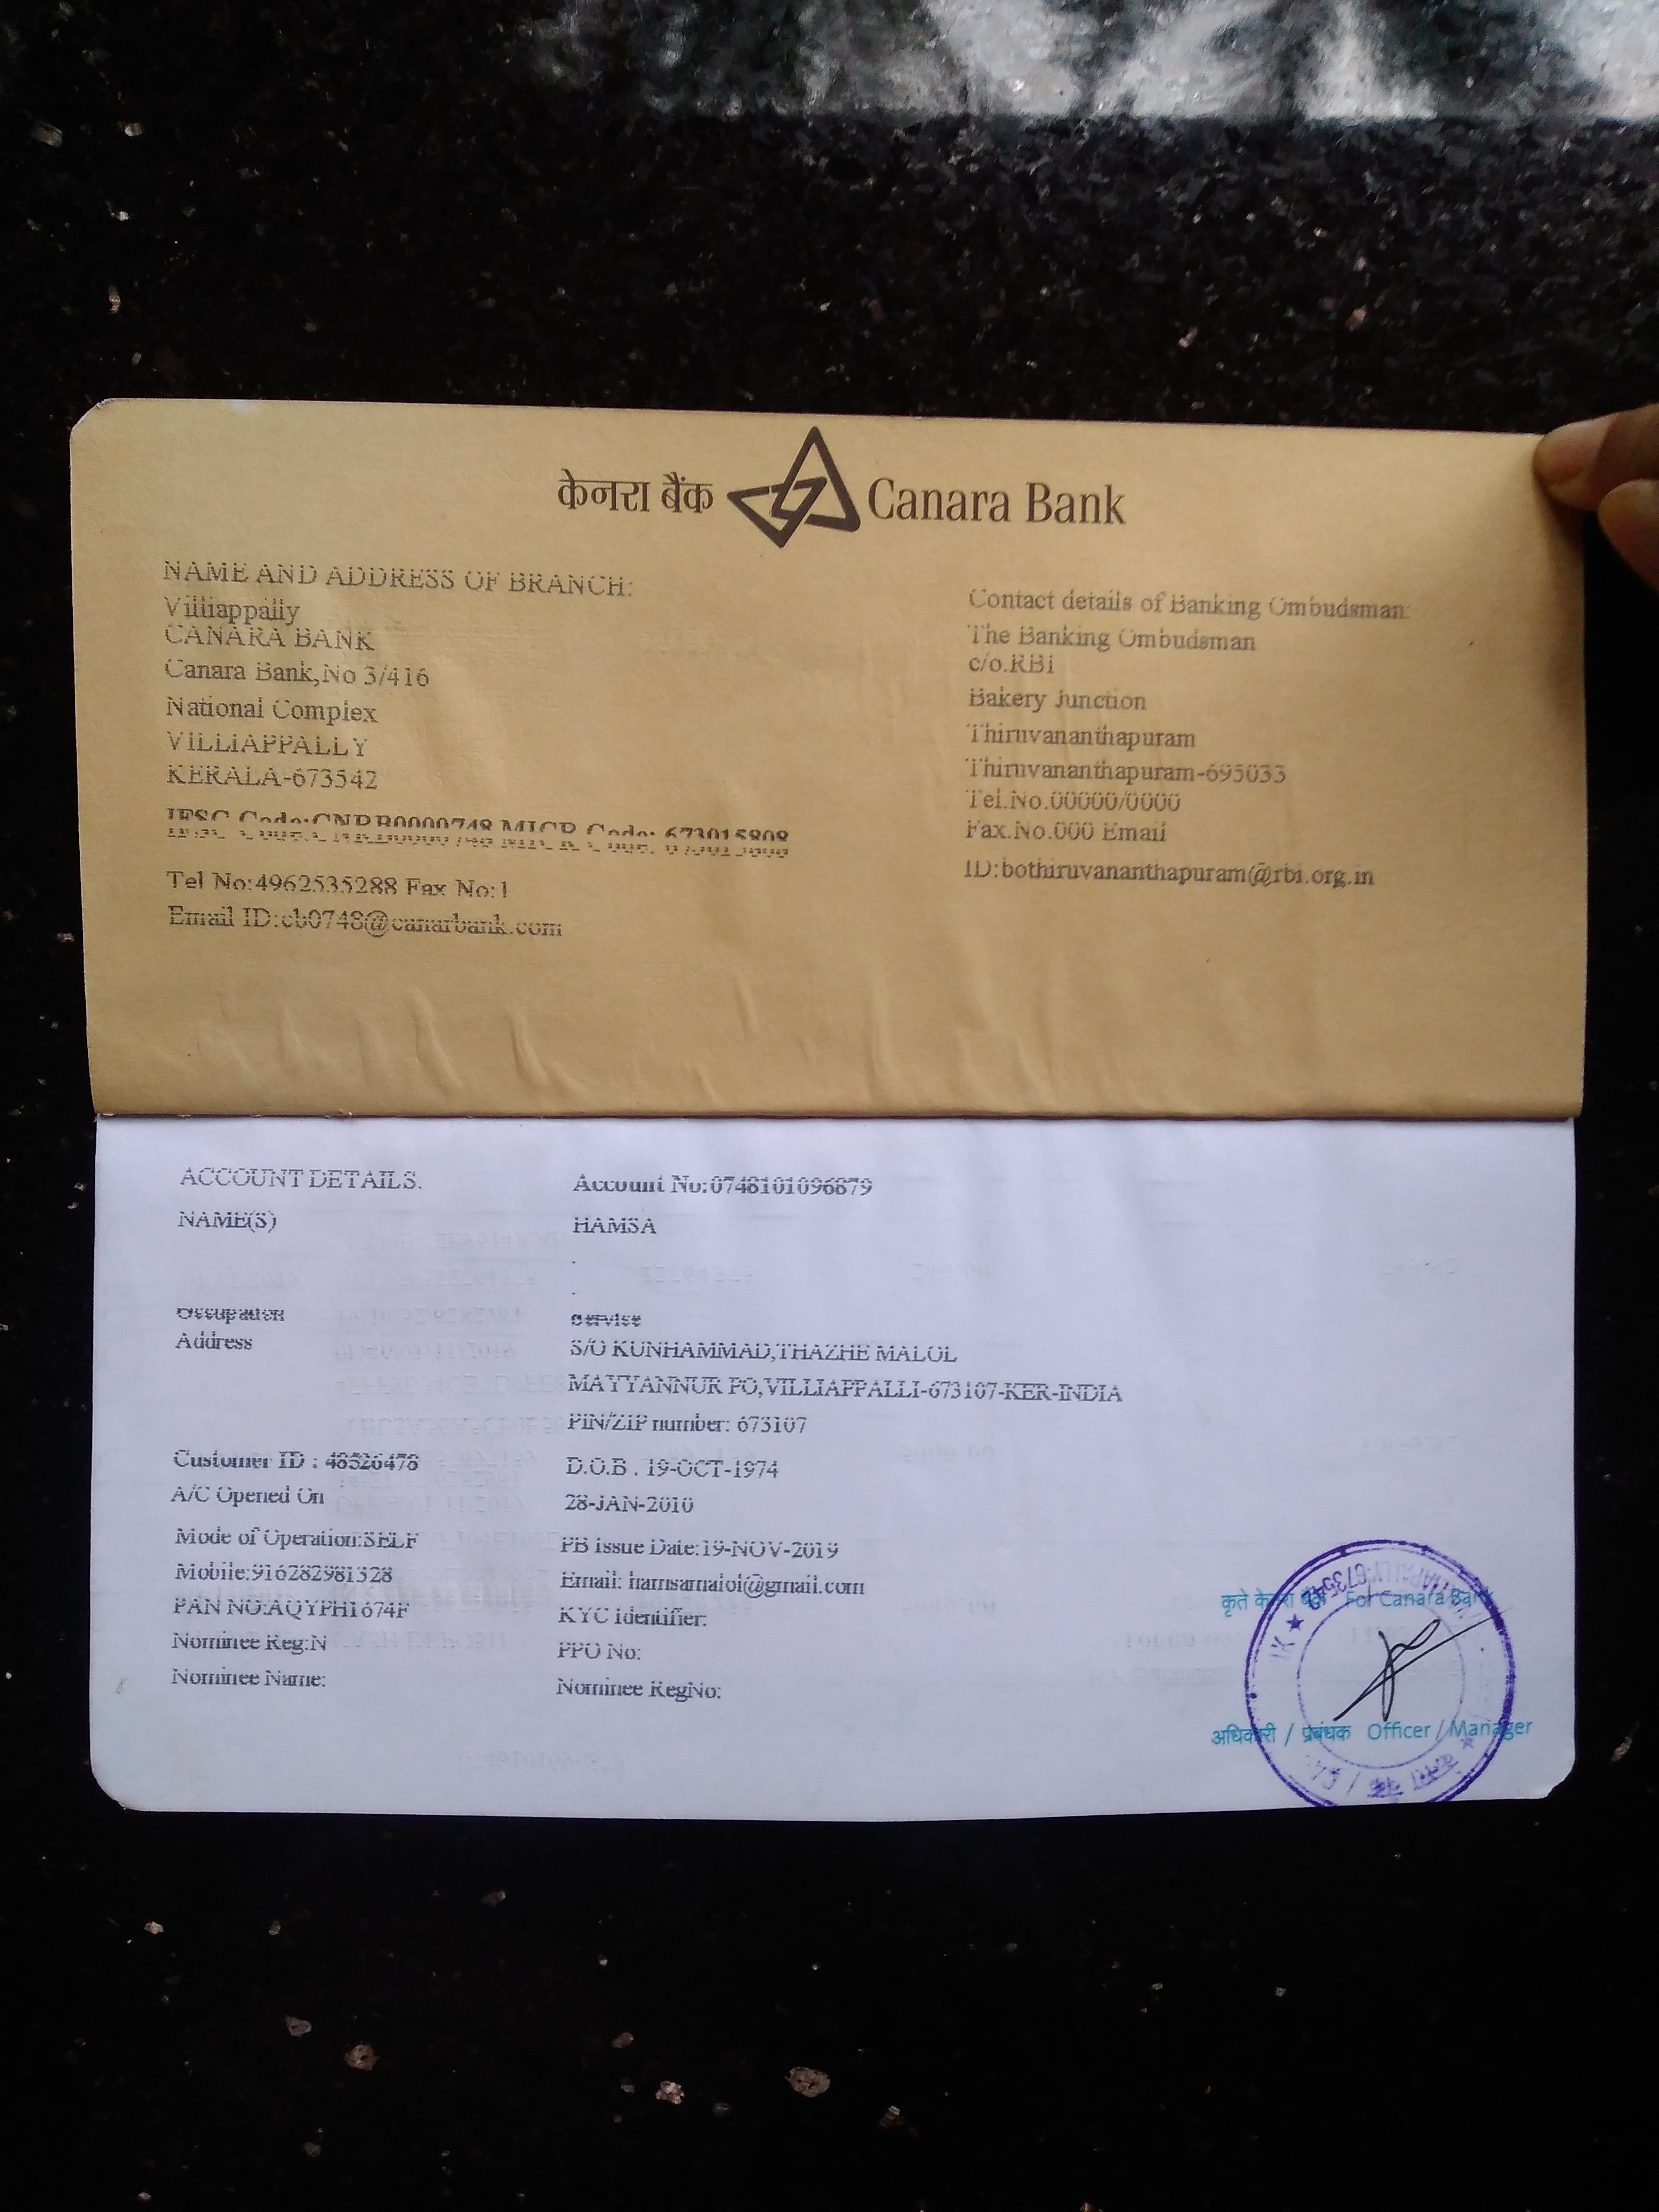 केनरा बैंक Canara Bank
NAME AND ADDRESS OF BRANCH:
Villiappally
CANARA BANK
Canara Bank,No 3/416
National Complex
VILLIAPPALLY
KERALA-673542
IFSC Code:CNRB0000748 MICR Code: 673015808
Tel No:4962535288 Fax No:1
Email ID:cb0748@canarbank.com
Contact details of Banking Ombudsman:
The Banking Ombudsman
c/o.RBI
Bakery Junction
Thiruvananthapuram
Thiruvananthapuram-695033
Tel.No.00000/0000
Fax.No.000 Email
ID:bothiruvananthapuram@rbi.org.in
ACCOUNT DETAILS. Account No:0748101096879
NAME(S) HAMSA
Occupation Service
Address S/O KUNHAMMAD,THAZHE MALOL
MAYYANNUR PO,VILLIAPPALLI-673107-KER-INDIA
PIN/ZIP number: 673107
Customer ID : 48526478 D.O.B . 19-OCT-1974
A/C Opened On 28-JAN-2010
Mode of Operation:SELF PB Issue Date:19-NOV-2019
Mobile:916282981328 Email: hamsamalol@gmail.com
PAN NO:AQYPH1674F KYC Identifier:
Nominee Reg:N PPO No:
Nominee Name: Nominee RegNo:
कृते केनरा बैंक For Canara Bank
अधिकारी / प्रबंधक Officer / Manager